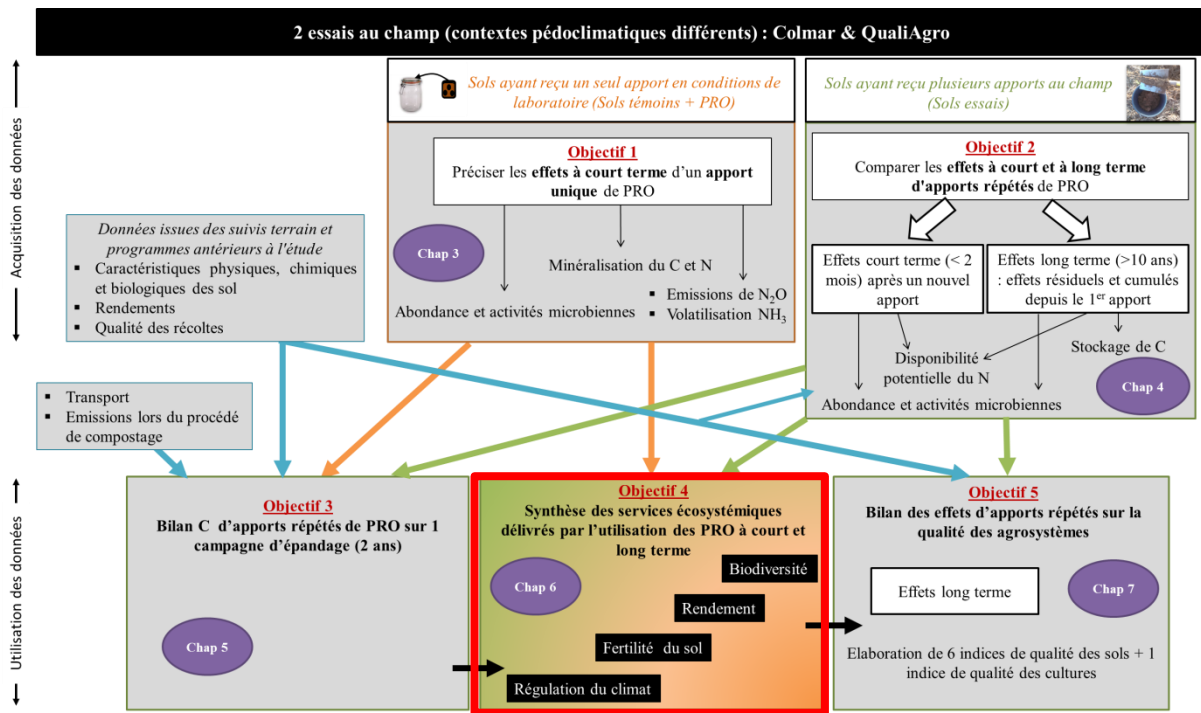 2 essais au champ (contextes pédoclimatiques différents) : Colmar & QualiAgro
Acquisition des données
Sols ayant reçu un seul apport en conditions de
laboratoire (Sols témoins + PRO)
Sols ayant reçu plusieurs apports au champ
(Sols essais)
Objectif 1
Préciser les effets à court terme d'un apport
unique de PRO
Chap 3
Minéralisation du C et N
Abondance et activités microbiennes
▪ Emissions de N₂O
▪ Volatilisation NH₃
Objectif 2
Comparer les effets à court et à long terme
d'apports répétés de PRO
Effets court terme (< 2
mois) après un nouvel
apport
Effets long terme (>10 ans)
: effets résiduels et cumulés
depuis le 1er apport
Disponibilité
potentielle du N
Stockage de C
Chap 4
Abondance et activités microbiennes
Données issues des suivis terrain et
programmes antérieurs à l'étude
▪ Caractéristiques physiques, chimiques
et biologiques des sol
▪ Rendements
▪ Qualité des récoltes
▪ Transport
▪ Emissions lors du procédé
de compostage
Utilisation des données
Objectif 3
Bilan C d'apports répétés de PRO sur 1
campagne d'épandage (2 ans)
Chap 5
Objectif 4
Synthèse des services écosystémiques
délivrés par l'utilisation des PRO à court et
long terme
Chap 6
Biodiversité
Rendement
Fertilité du sol
Régulation du climat
Objectif 5
Bilan des effets d'apports répétés sur la
qualité des agrosystèmes
Effets long terme
Chap 7
Elaboration de 6 indices de qualité des sols + 1
indice de qualité des cultures